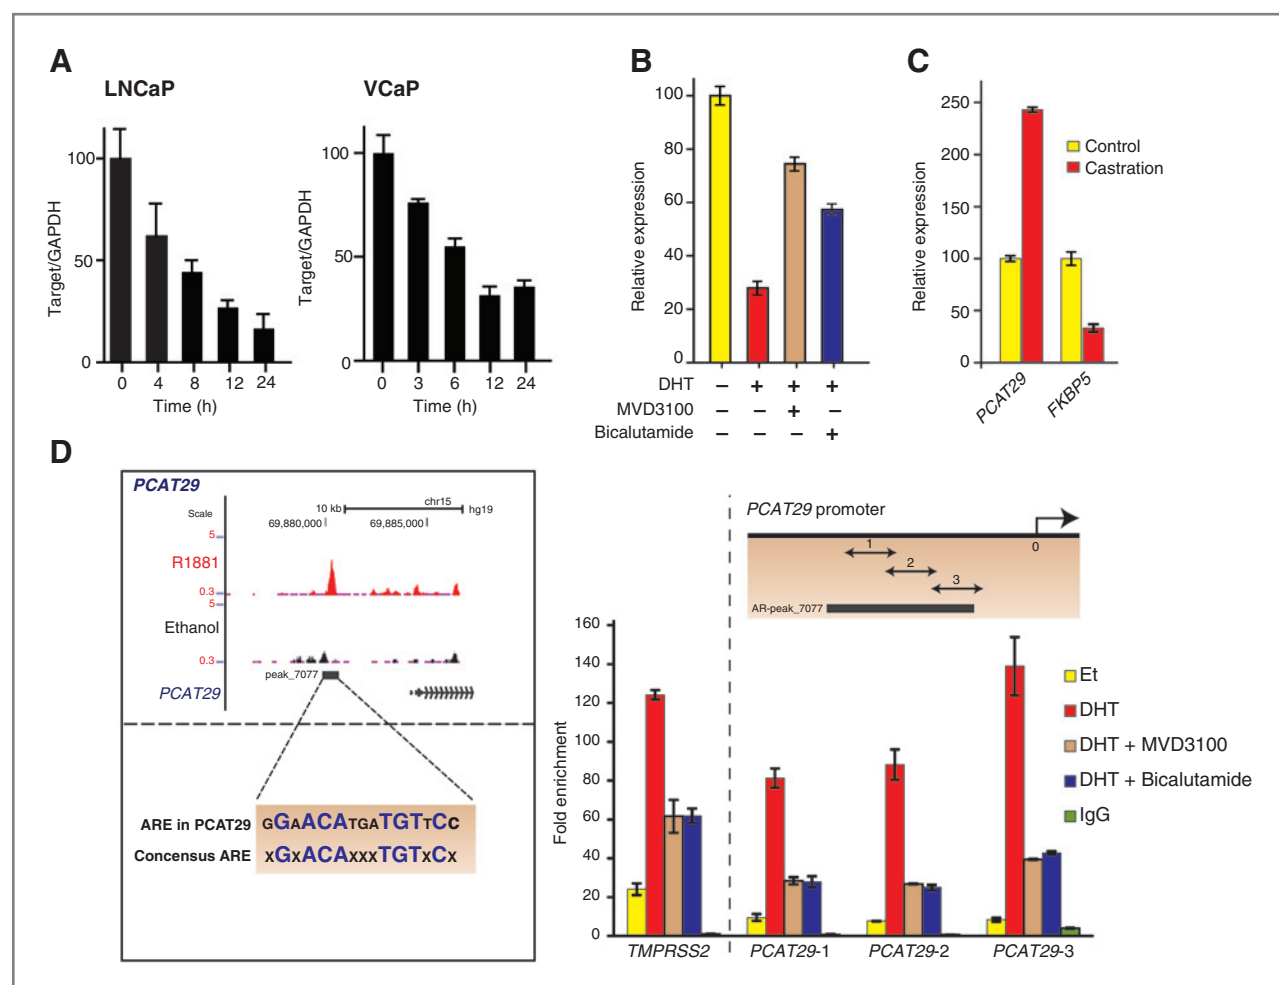 A
LNCaP
Target/GAPDH
100
50
0
0 4 8 12 24
Time (h)
VCaP
Target/GAPDH
100
50
0
0 3 6 12 24
Time (h)
B
Relative expression
100
80
60
40
20
0
DHT – + + +
MVD3100 – – + –
Bicalutamide – – – +
C
Relative expression
250
200
150
100
50
0
Control
Castration
PCAT29
FKBP5
D
PCAT29
Scale
10 kb
chr15
hg19
69,880,000
69,885,000
5
R1881
0.3
5
Ethanol
0.3
peak_7077
PCAT29
ARE in PCAT29 GGAACATGATGTTCc
Concensus ARE xGxACAxxxTGTxCx
PCAT29 promoter
0
1
2
3
AR-peak_7077
Fold enrichment
160
140
120
100
80
60
40
20
0
TMPRSS2 PCAT29-1 PCAT29-2 PCAT29-3
Et
DHT
DHT + MVD3100
DHT + Bicalutamide
IgG